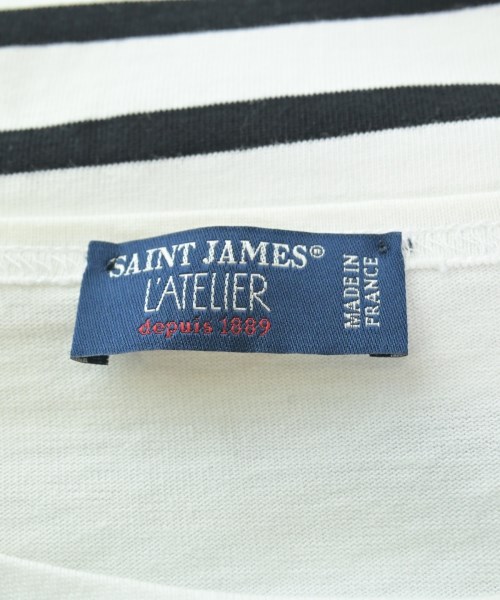 SAINT JAMES®
L'ATELIER
depuis 1889
MADE IN
FRANCE